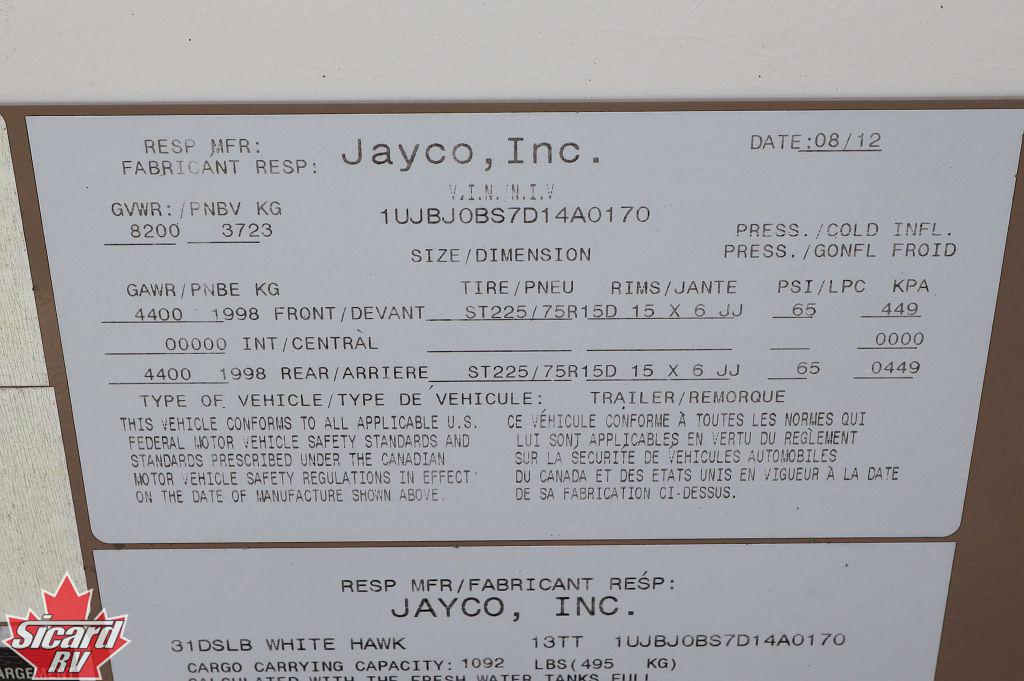 RESP MFR:
FABRICANT RESP:
Jayco, Inc.
DATE:08/12
V.I.N./N.I.V
1UJBJ0BS7D14A0170
GVWR:/PNBV KG
8200 3723
SIZE/DIMENSION
PRESS./COLD INFL.
PRESS./GONFL FROID
GAWR/PNBE KG TIRE/PNEU RIMS/JANTE PSI/LPC KPA
4400 1998 FRONT/DEVANT ST225/75R15D 15 X 6 JJ 65 449
00000 INT/CENTRAL 0000
4400 1998 REAR/ARRIERE ST225/75R15D 15 X 6 JJ 65 0449
TYPE OF VEHICLE/TYPE DE VEHICULE: TRAILER/REMORQUE
THIS VEHICLE CONFORMS TO ALL APPLICABLE U.S.
FEDERAL MOTOR VEHICLE SAFETY STANDARDS AND
STANDARDS PRESCRIBED UNDER THE CANADIAN
MOTOR VEHICLE SAFETY REGULATIONS IN EFFECT
ON THE DATE OF MANUFACTURE SHOWN ABOVE.
CE VÉHICULE CONFORME À TOUTES LES NORMES QUI
LUI SONT APPLICABLES EN VERTU DU REGLEMENT
SUR LA SECURITE DE VEHICULES AUTOMOBILES
DU CANADA ET DES ETATS UNIS EN VIGUEUR À LA DATE
DE SA FABRICATION CI-DESSUS.
RESP MFR/FABRICANT RESP:
JAYCO, INC.
31DSLB WHITE HAWK 13TT 1UJBJ0BS7D14A0170
CARGO CARRYING CAPACITY: 1092 LBS(495 KG)
CALCULATED WITH THE FRESH WATER TANKS FULL
Sicard
RV